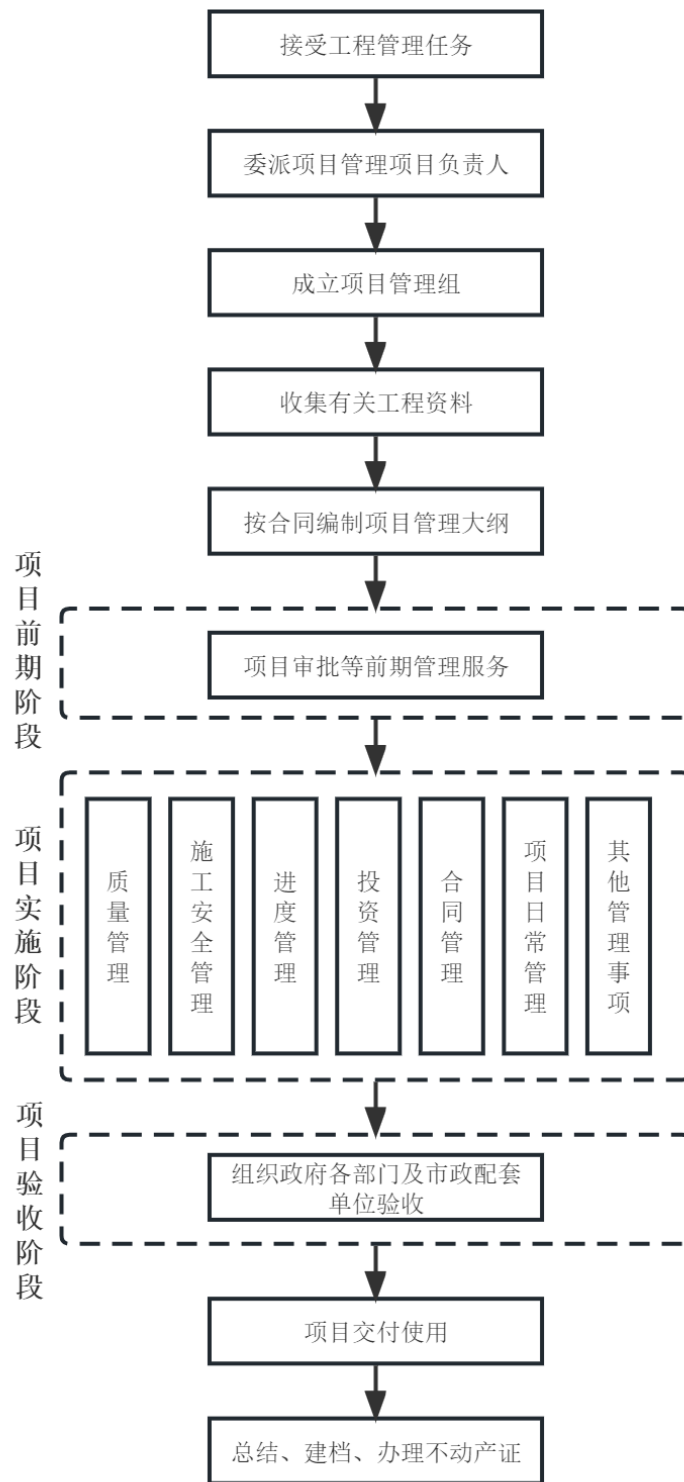 接受工程管理任务
委派项目管理项目负责人
成立项目管理组
收集有关工程资料
按合同编制项目管理大纲
项目前期阶段
项目审批等前期管理服务
项目实施阶段
质量管理
施工安全管理
进度管理
投资管理
合同管理
项目日常管理
其他管理事项
项目验收阶段
组织政府各部门及市政配套
单位验收
项目交付使用
总结、建档、办理不动产证